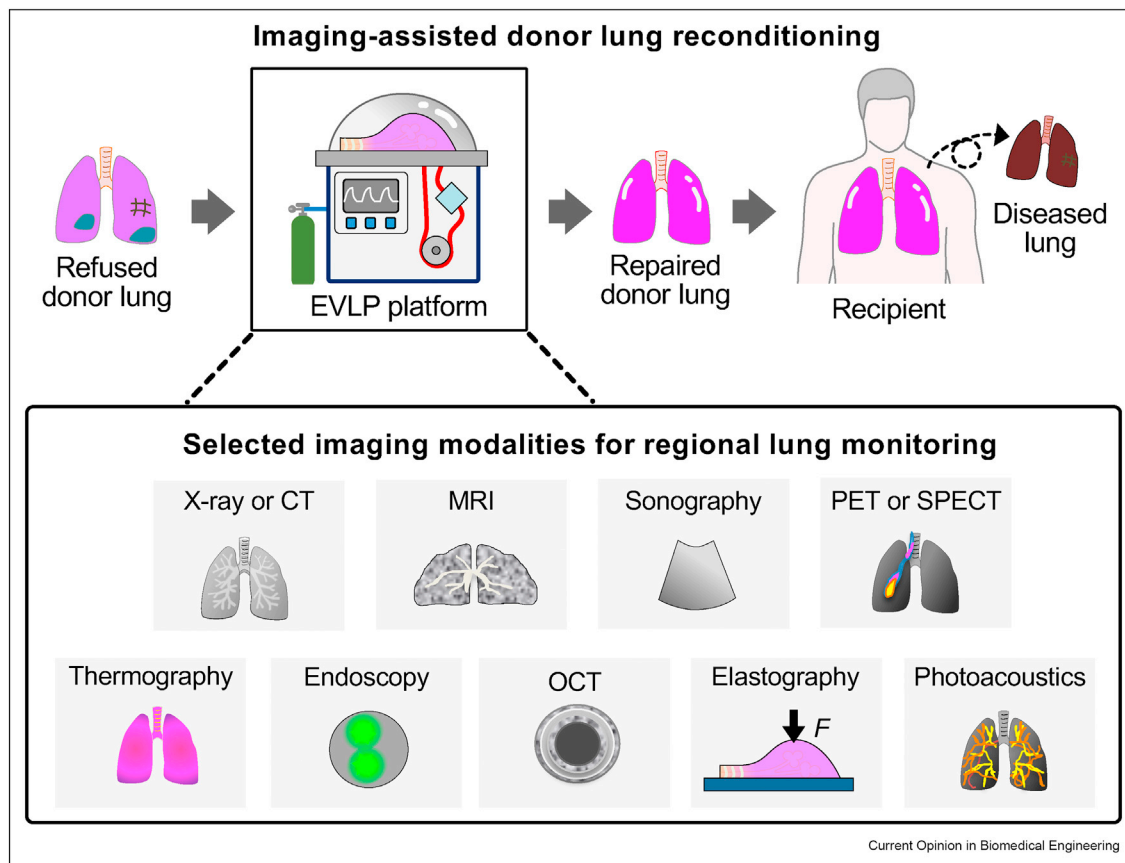 Imaging-assisted donor lung reconditioning
Refused
donor lung
EVLP platform
Repaired
donor lung
Recipient
Diseased
lung
Selected imaging modalities for regional lung monitoring
X-ray or CT
MRI
Sonography
PET or SPECT
Thermography
Endoscopy
OCT
Elastography
F
Photoacoustics
Current Opinion in Biomedical Engineering